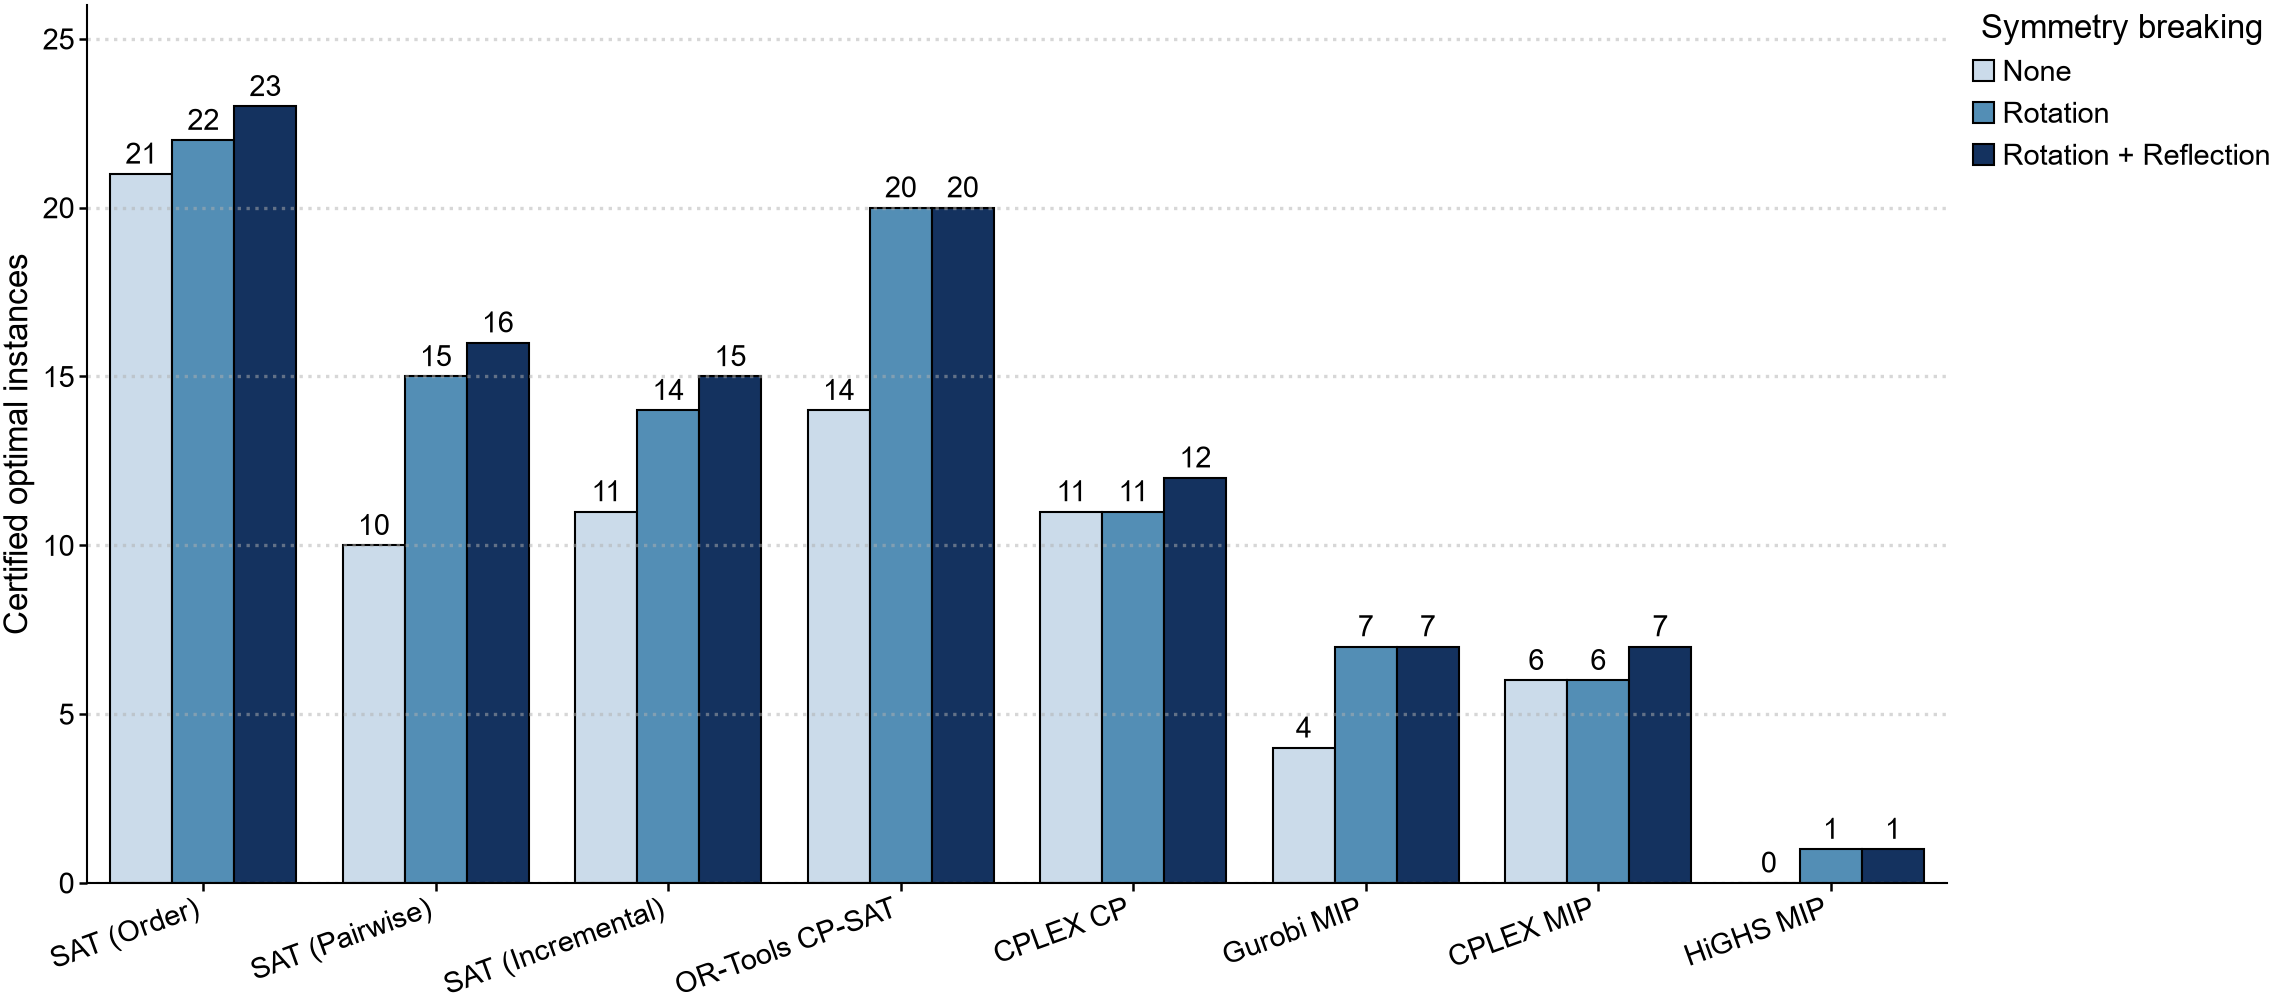 Symmetry breaking
None
Rotation
Rotation + Reflection
Certified optimal instances
25
20
15
10
5
0
21
22
23
10
15
16
11
14
15
14
20
20
11
11
12
4
7
7
6
6
7
0
1
1
SAT (Order)
SAT (Pairwise)
SAT (Incremental)
OR-Tools CP-SAT
CPLEX CP
Gurobi MIP
CPLEX MIP
HiGHS MIP